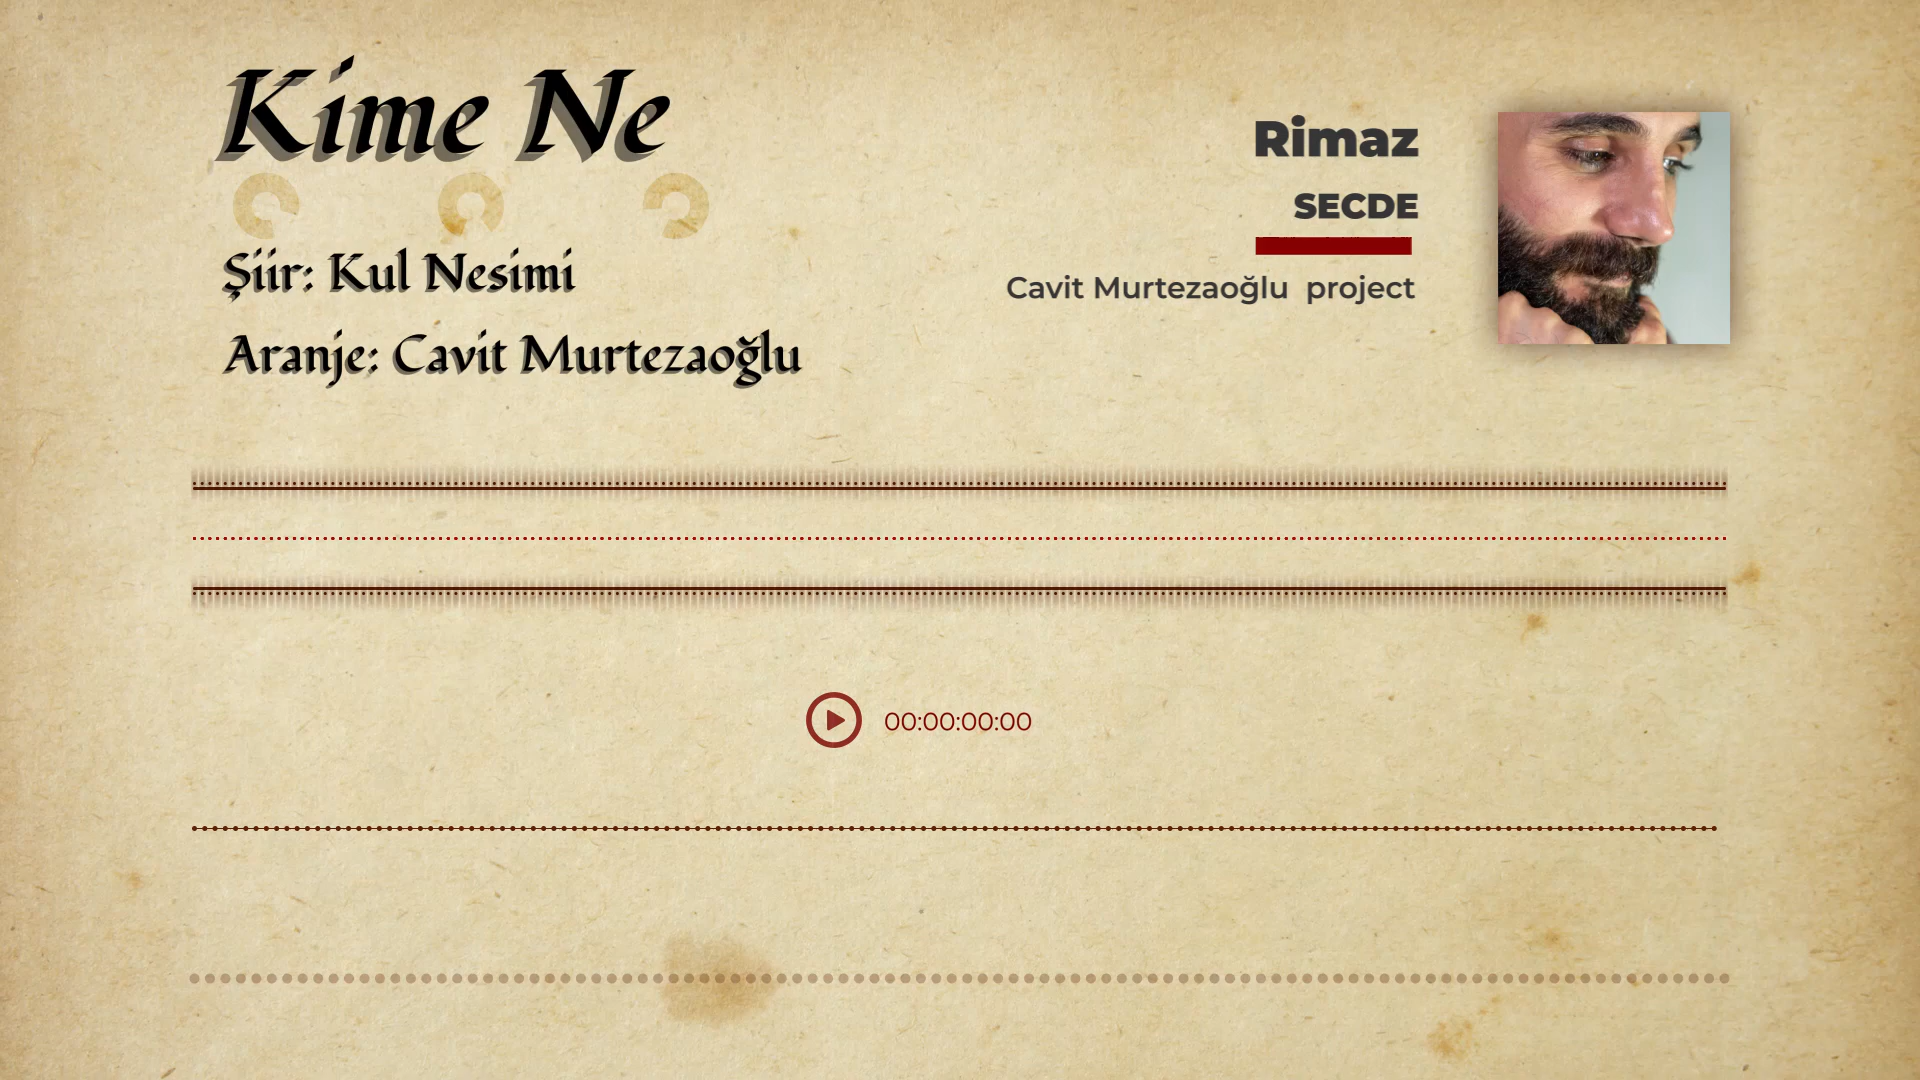 Kime Ne
Şiir: Kul Nesimi
Aranje: Cavit Murtezaoğlu
Rimaz
SECDE
Cavit Murtezaoğlu project
00:00:00:00